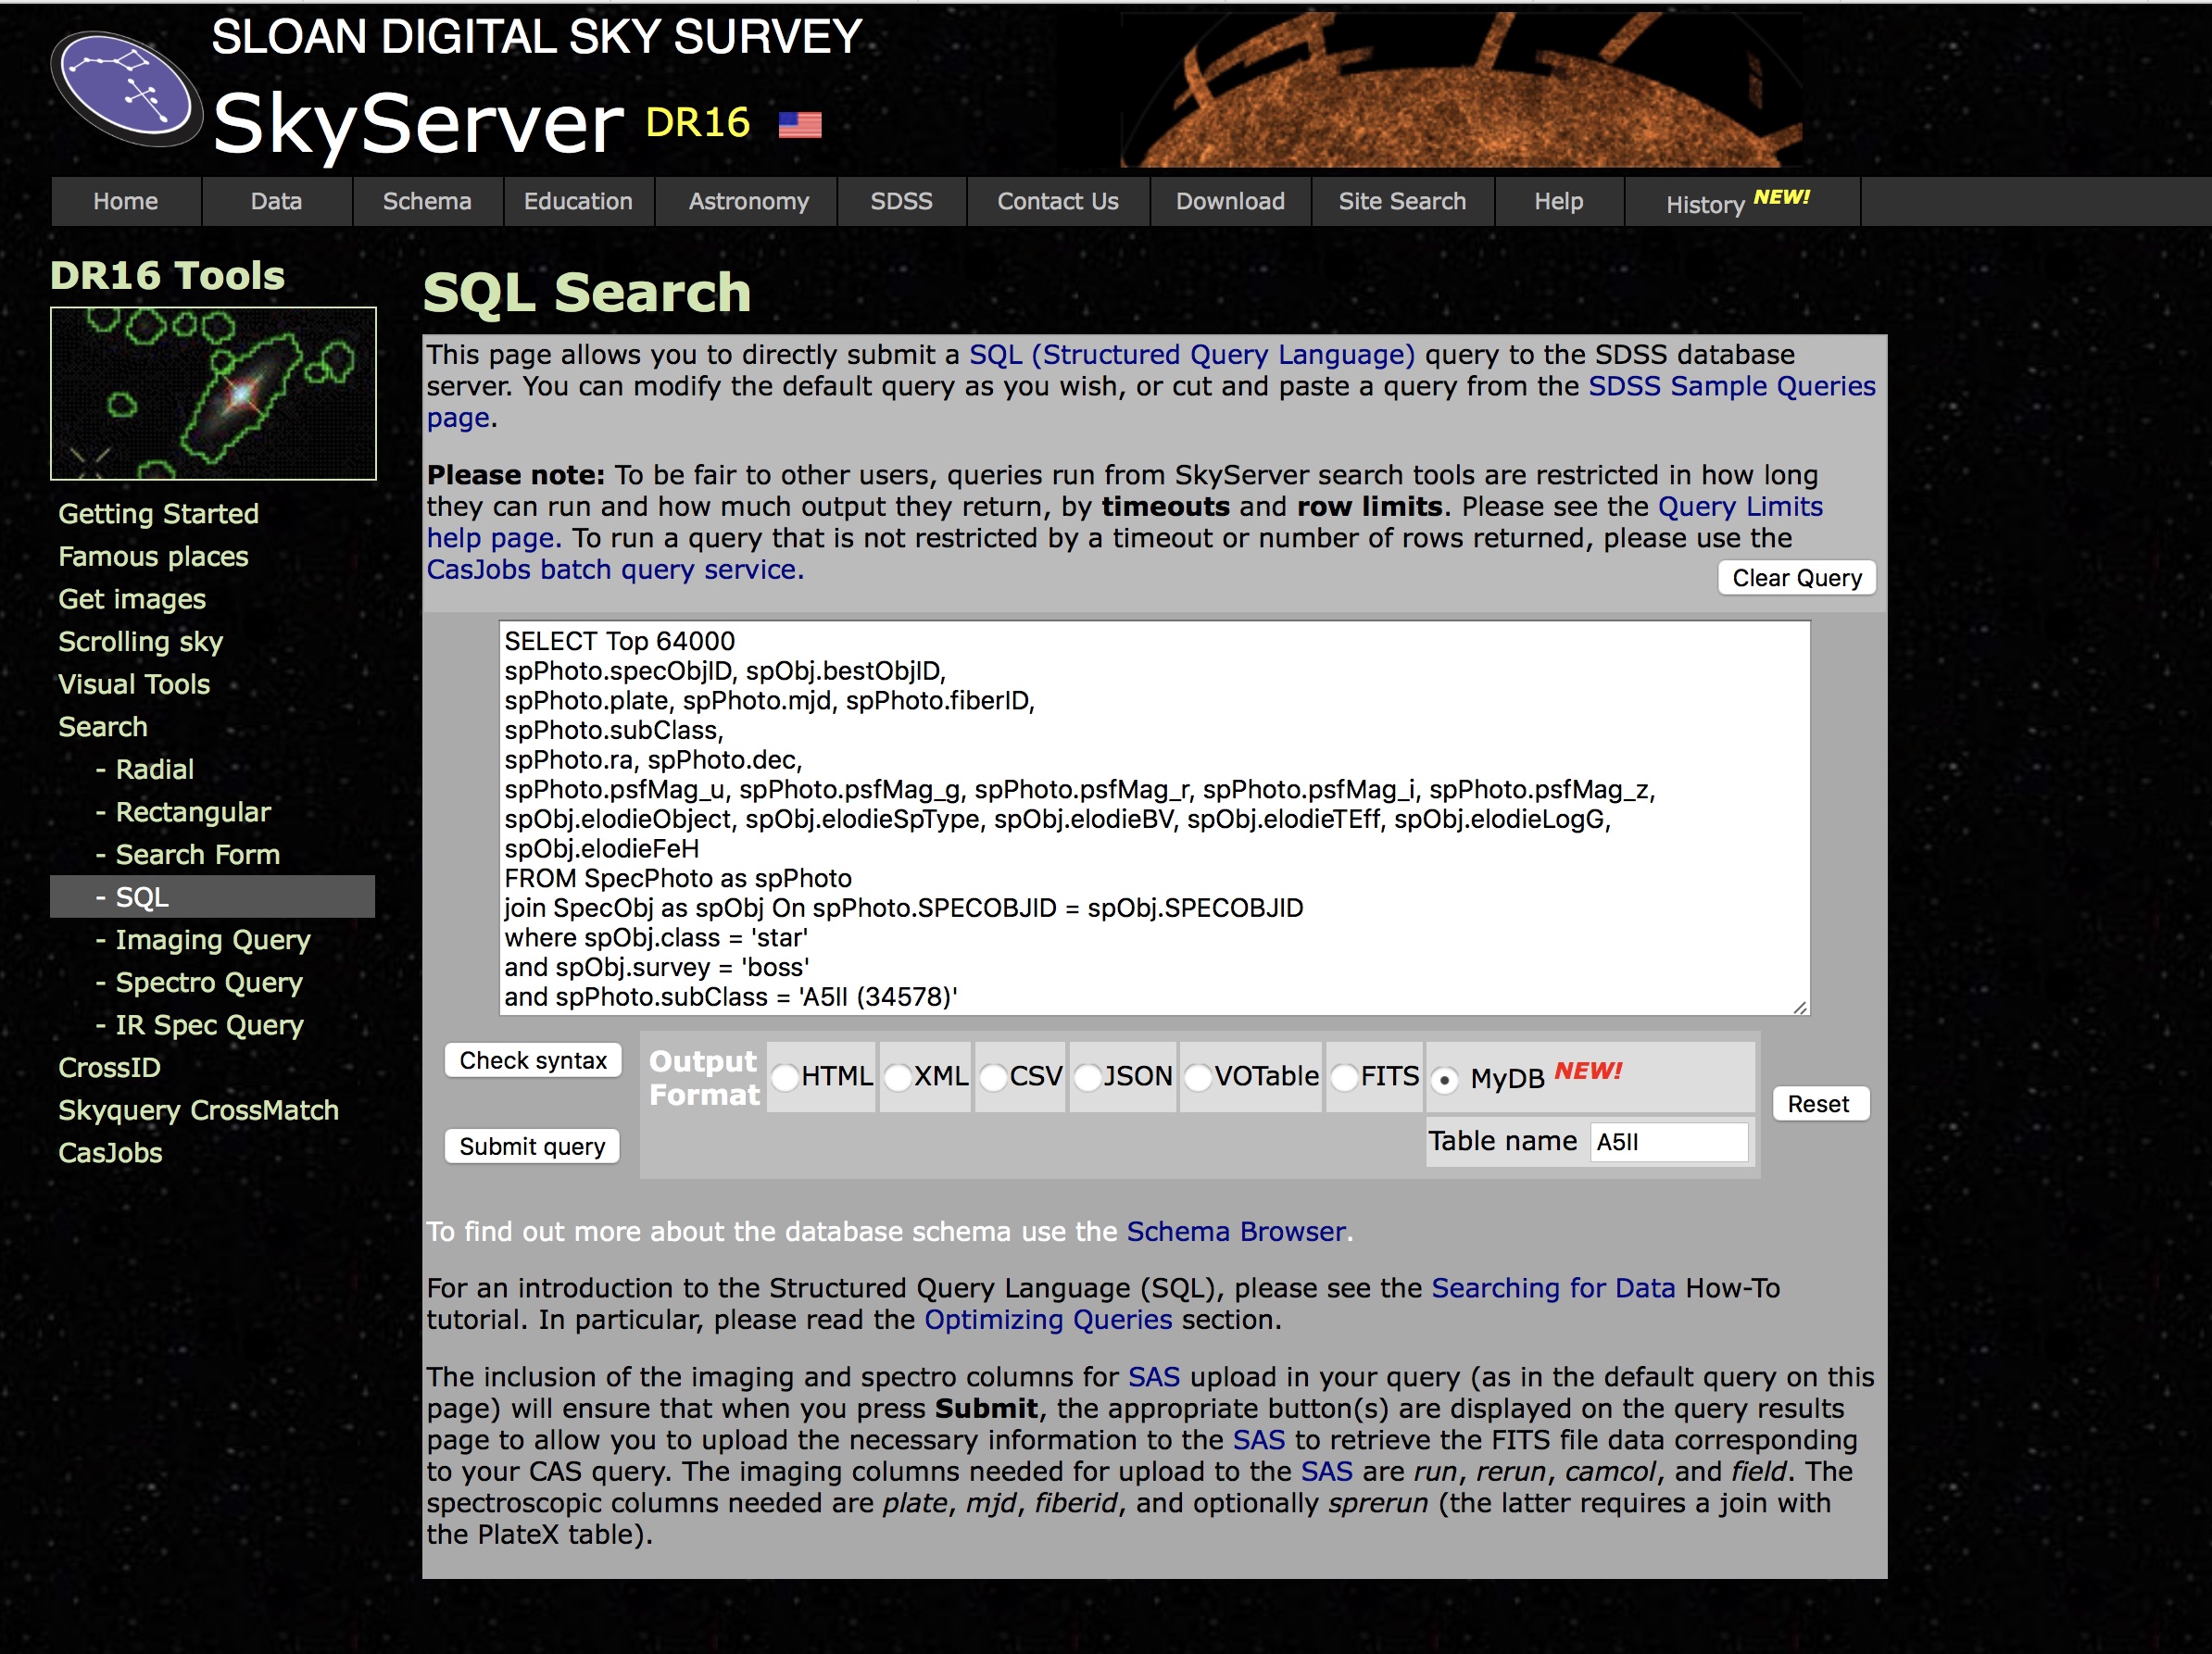 SLOAN DIGITAL SKY SURVEY
SkyServer DR16
Home Data Schema Education Astronomy SDSS Contact Us Download Site Search Help History NEW!
DR16 Tools
Getting Started
Famous places
Get images
Scrolling sky
Visual Tools
Search
- Radial
- Rectangular
- Search Form
- SQL
- Imaging Query
- Spectro Query
- IR Spec Query
CrossID
Skyquery CrossMatch
CasJobs
SQL Search
This page allows you to directly submit a SQL (Structured Query Language) query to the SDSS database
server. You can modify the default query as you wish, or cut and paste a query from the SDSS Sample Queries
page.
Please note: To be fair to other users, queries run from SkyServer search tools are restricted in how long
they can run and how much output they return, by timeouts and row limits. Please see the Query Limits
help page. To run a query that is not restricted by a timeout or number of rows returned, please use the
CasJobs batch query service.
Clear Query
SELECT Top 64000
spPhoto.specObjID, spObj.bestObjID,
spPhoto.plate, spPhoto.mjd, spPhoto.fiberID,
spPhoto.subClass,
spPhoto.ra, spPhoto.dec,
spPhoto.psfMag_u, spPhoto.psfMag_g, spPhoto.psfMag_r, spPhoto.psfMag_i, spPhoto.psfMag_z,
spObj.elodieObject, spObj.elodieSpType, spObj.elodieBV, spObj.elodieTEff, spObj.elodieLogG,
spObj.elodieFeH
FROM SpecPhoto as spPhoto
join SpecObj as spObj On spPhoto.SPECOBJID = spObj.SPECOBJID
where spObj.class = 'star'
and spObj.survey = 'boss'
and spPhoto.subClass = 'A5II (34578)'
Check syntax
Output
Format
HTML XML CSV JSON VOTable FITS MyDB NEW!
Table name A5II
Submit query
Reset
To find out more about the database schema use the Schema Browser.
For an introduction to the Structured Query Language (SQL), please see the Searching for Data How-To
tutorial. In particular, please read the Optimizing Queries section.
The inclusion of the imaging and spectro columns for SAS upload in your query (as in the default query on this
page) will ensure that when you press Submit, the appropriate button(s) are displayed on the query results
page to allow you to upload the necessary information to the SAS to retrieve the FITS file data corresponding
to your CAS query. The imaging columns needed for upload to the SAS are run, rerun, camcol, and field. The
spectroscopic columns needed are plate, mjd, fiberid, and optionally sprerun (the latter requires a join with
the PlateX table).